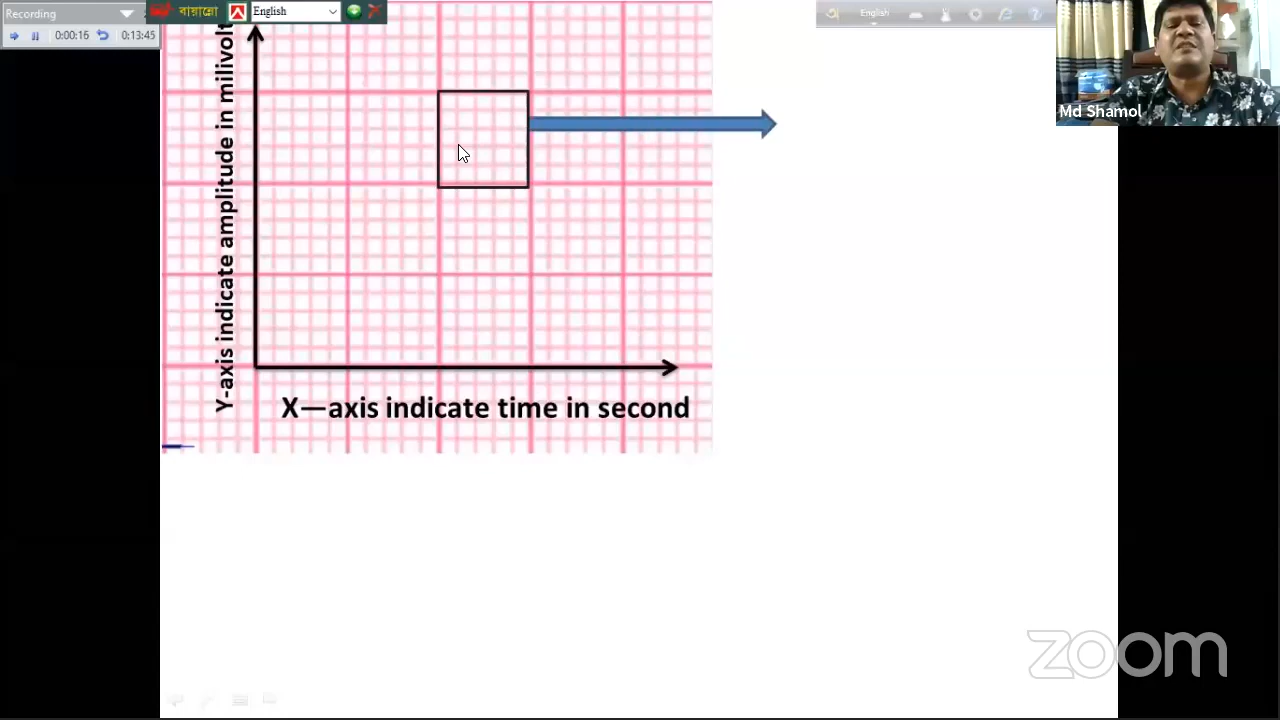 Recording
0:00:16
0:13:45
বায়ান্নো
English
English
Md Shamol
Y-axis indicate amplitude in milivolt
X—axis indicate time in second
zoom